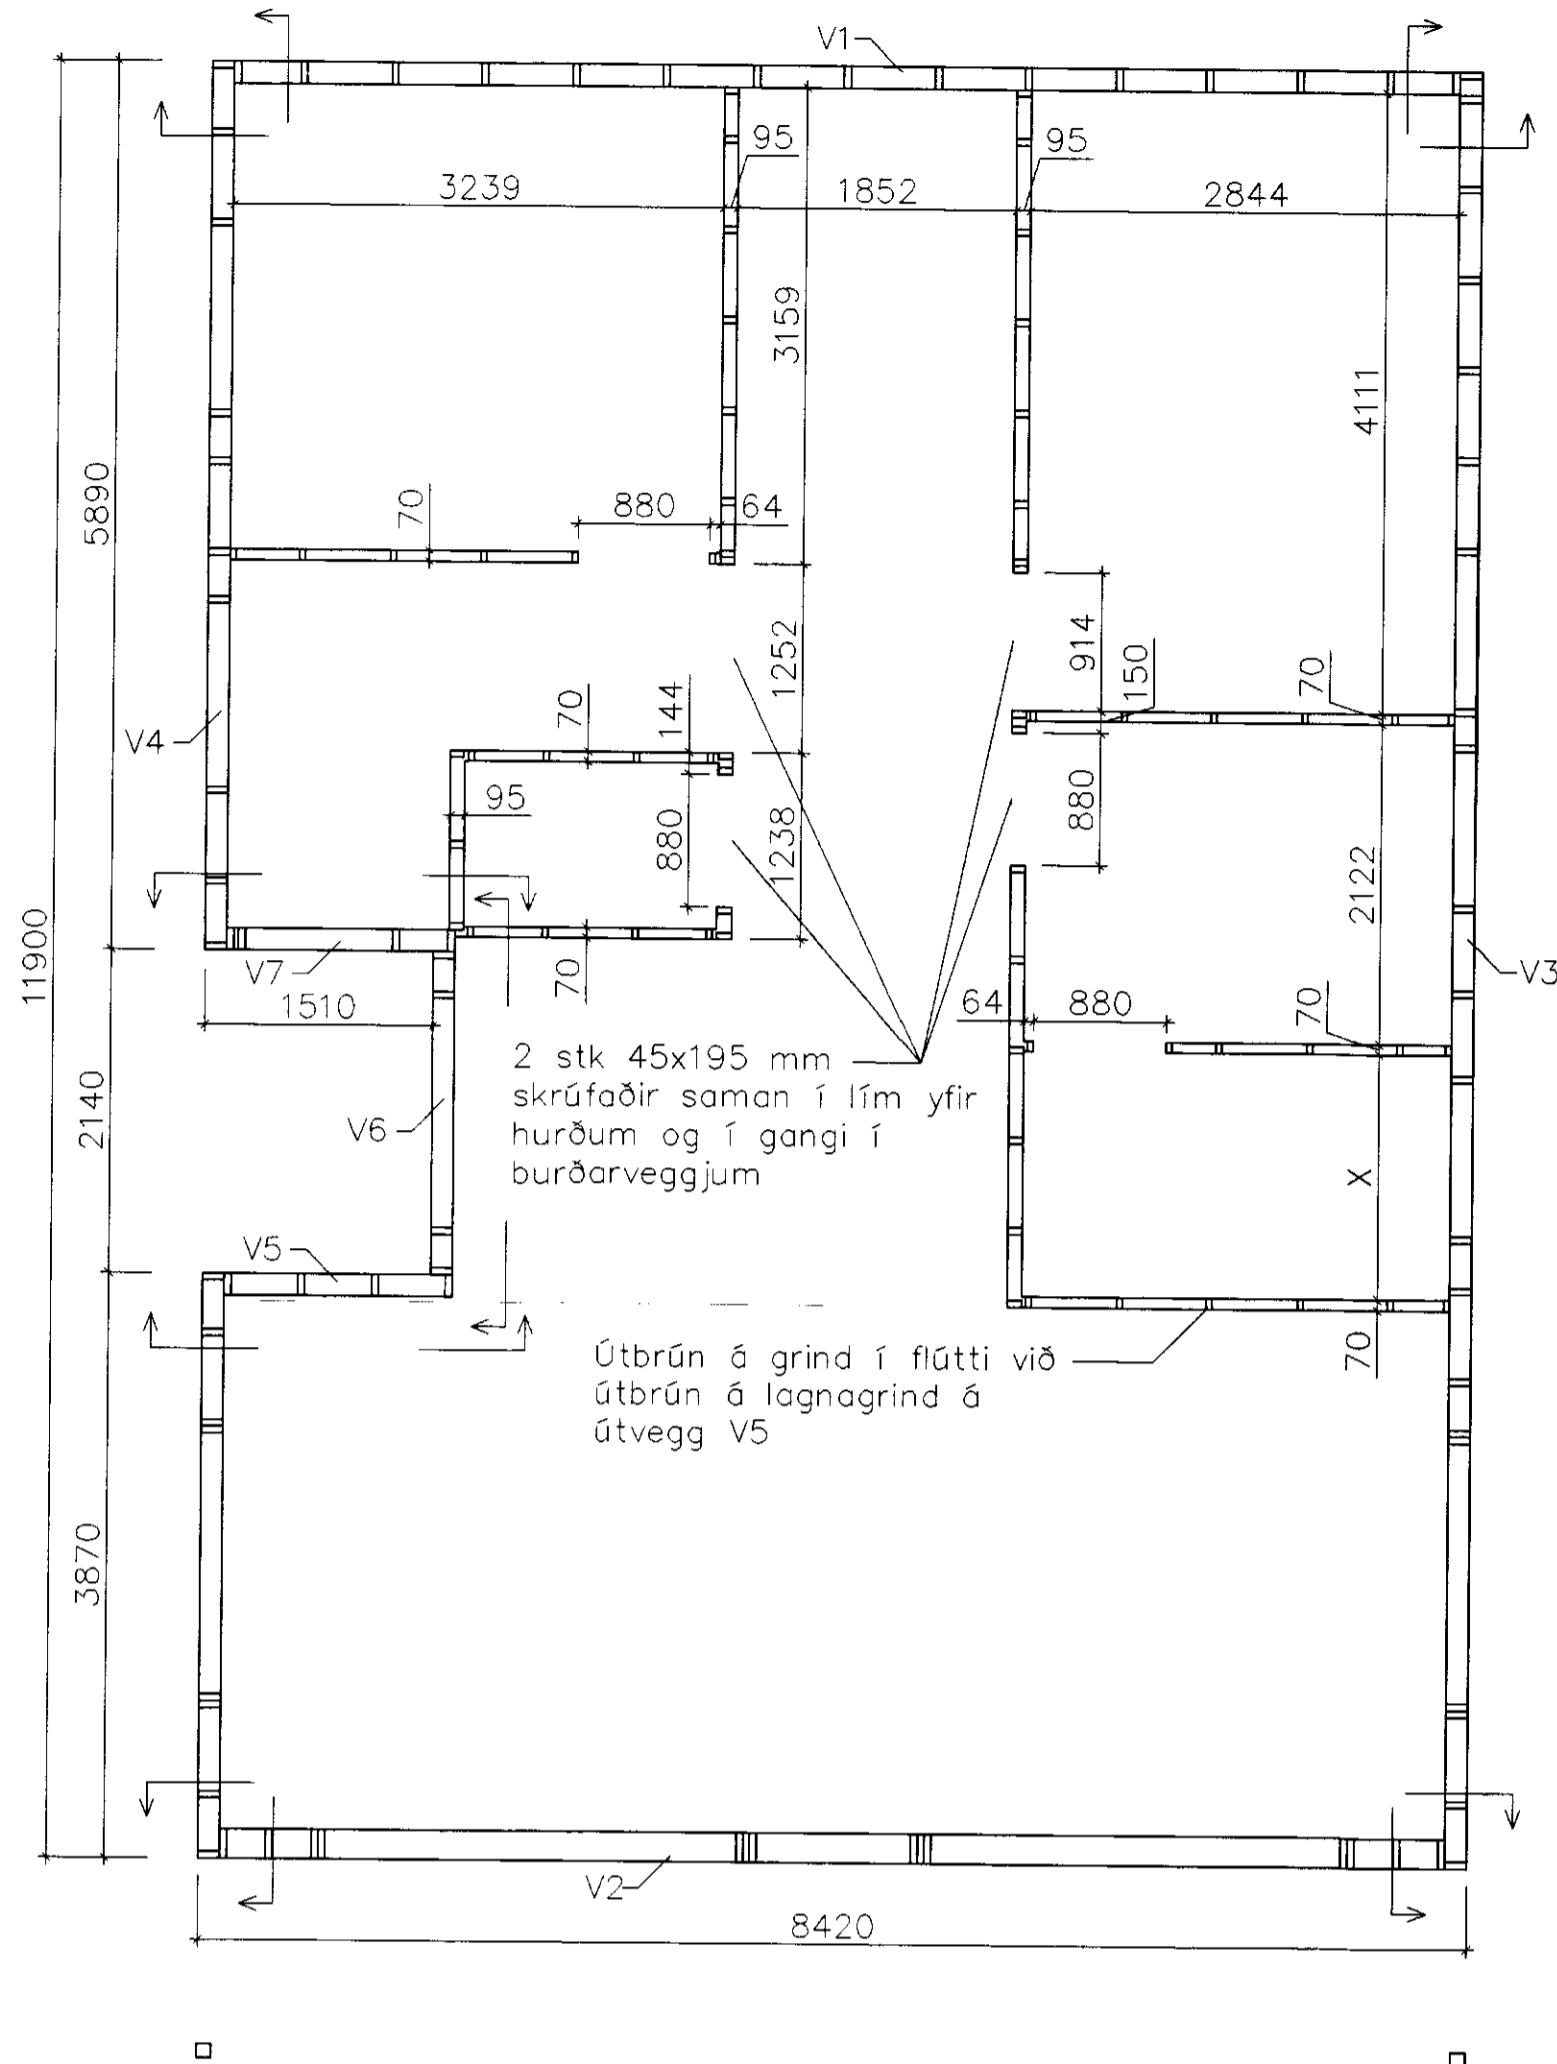 V1
95
95
3239
1852
2844
3159
4111
5890
70
880
64
914
1252
150
70
70
144
V4
95
880
1238
880
2122
11900
V7
1510
70
V3
64
880
70
2140
V6
2 stk 45x195 mm
skrúfaðir saman í lím yfir
hurðum og í gangi í
burðarveggjum
X
V5
Útbrún á grind í flútti við
útbrún á lagnagrind á
útvegg V5
70
3870
V2
8420